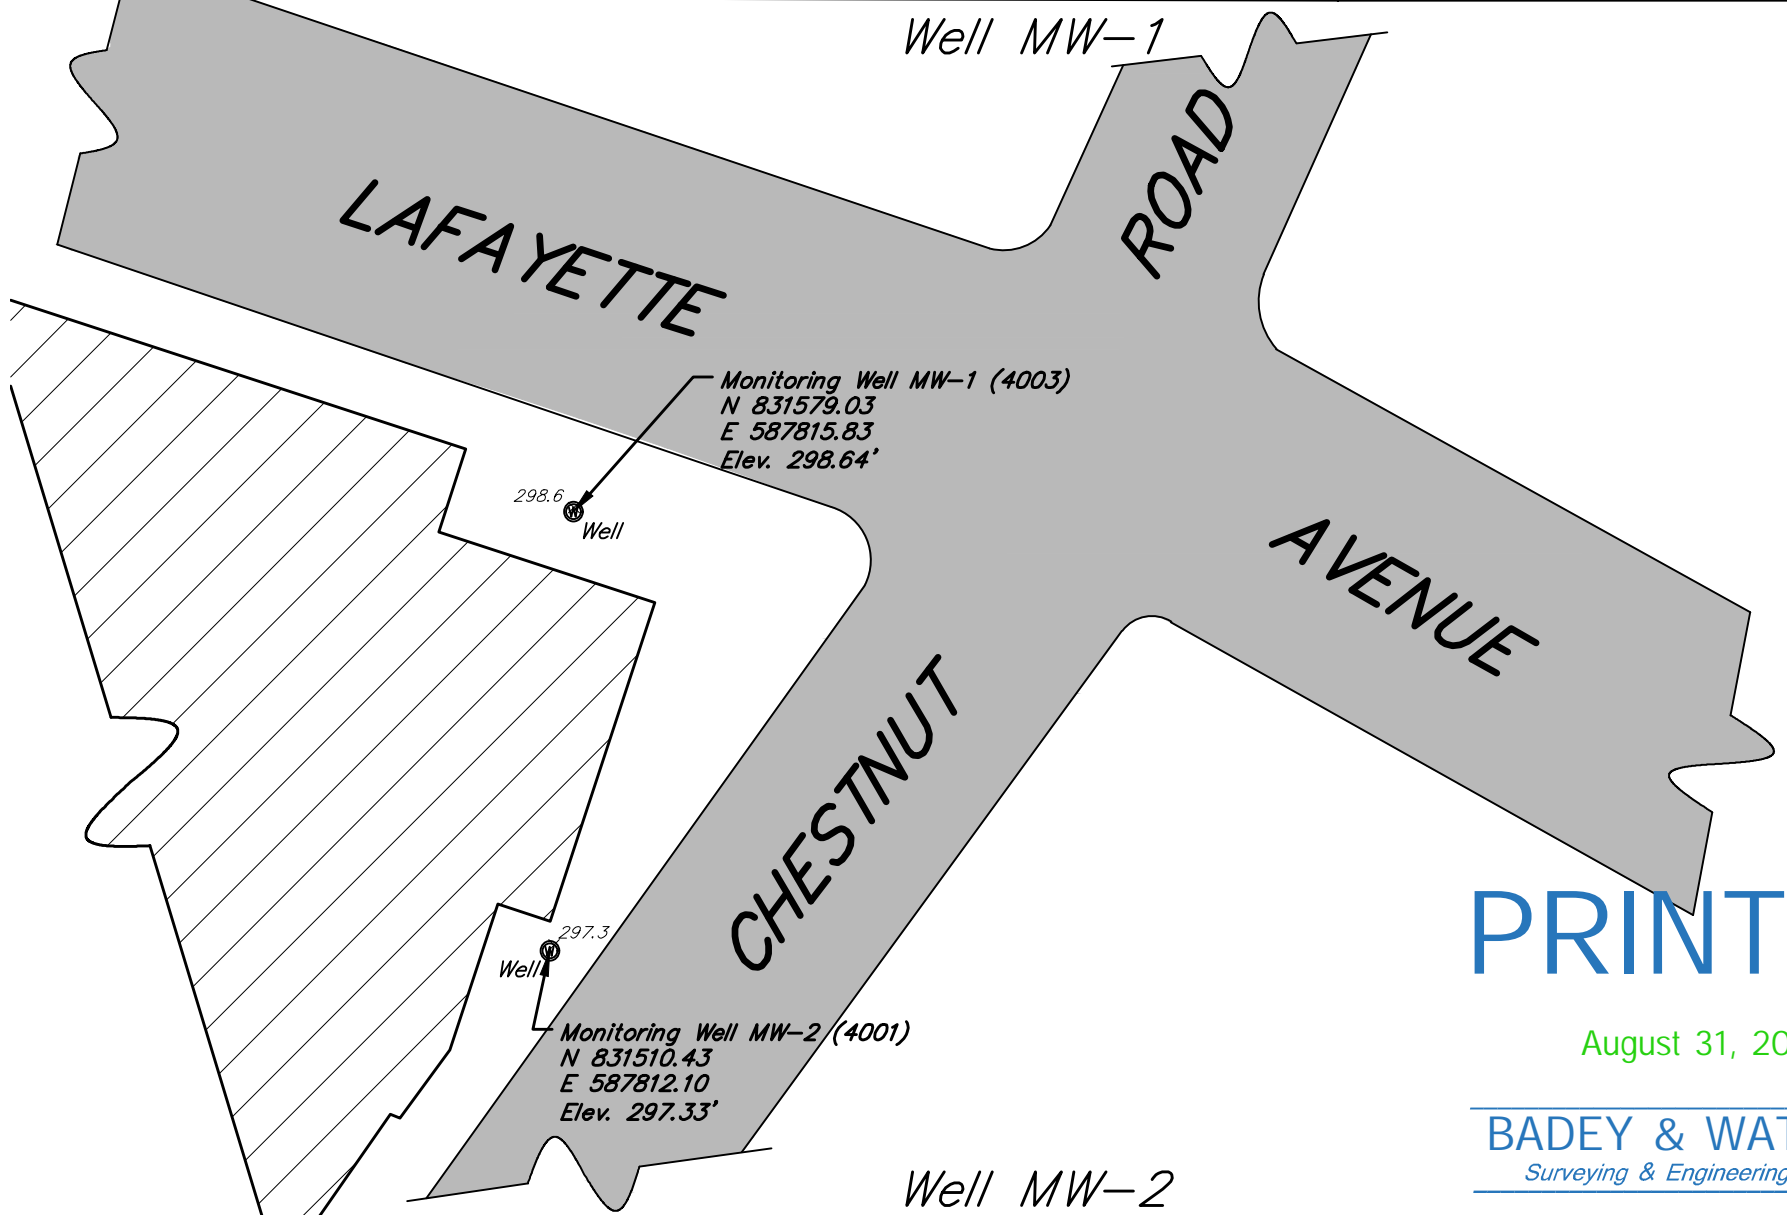 Well MW-1
ROAD
LAFAYETTE
Monitoring Well MW-1 (4003)
N 831579.03
E 587815.83
Elev. 298.64'
298.6
Well
AVENUE
CHESTNUT
297.3
Well
Monitoring Well MW-2 (4001)
N 831510.43
E 587812.10
Elev. 297.33'
PRINT
August 31, 20
BADEY & WAT
Surveying & Engineering
Well MW-2